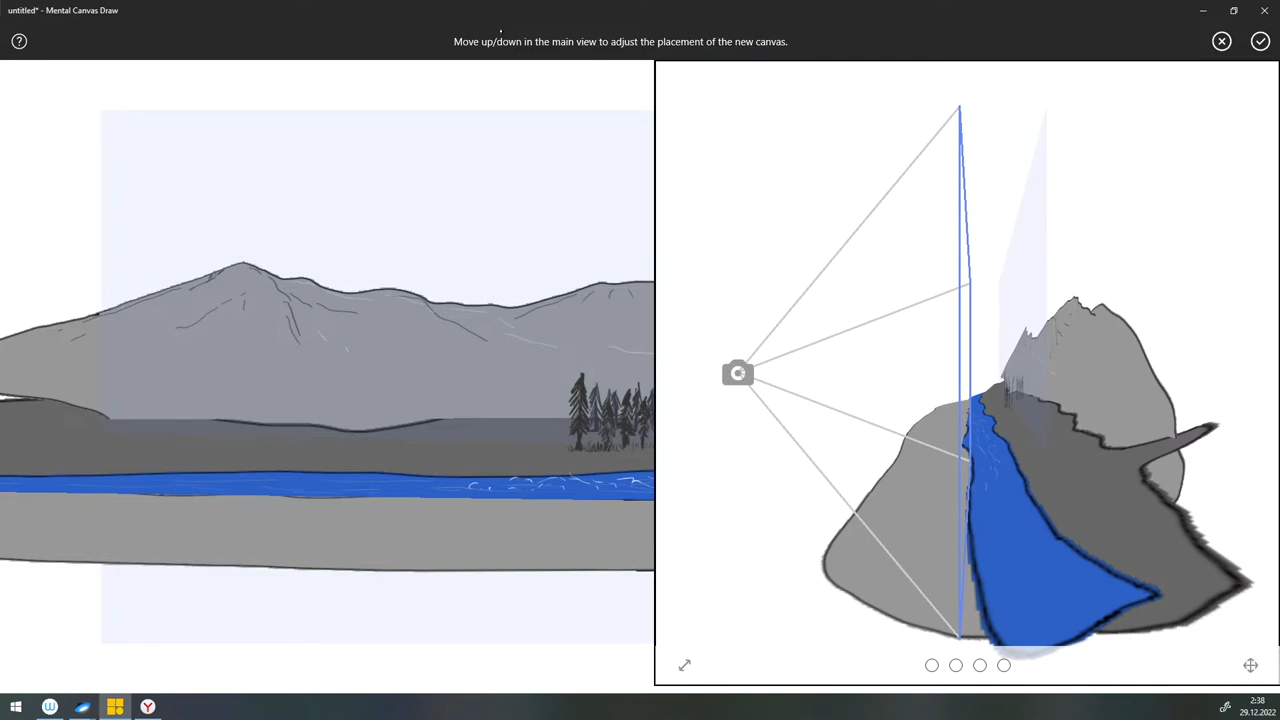 untitled* - Mental Canvas Draw
Move up/down in the main view to adjust the placement of the new canvas.
2:38
29.12.2022